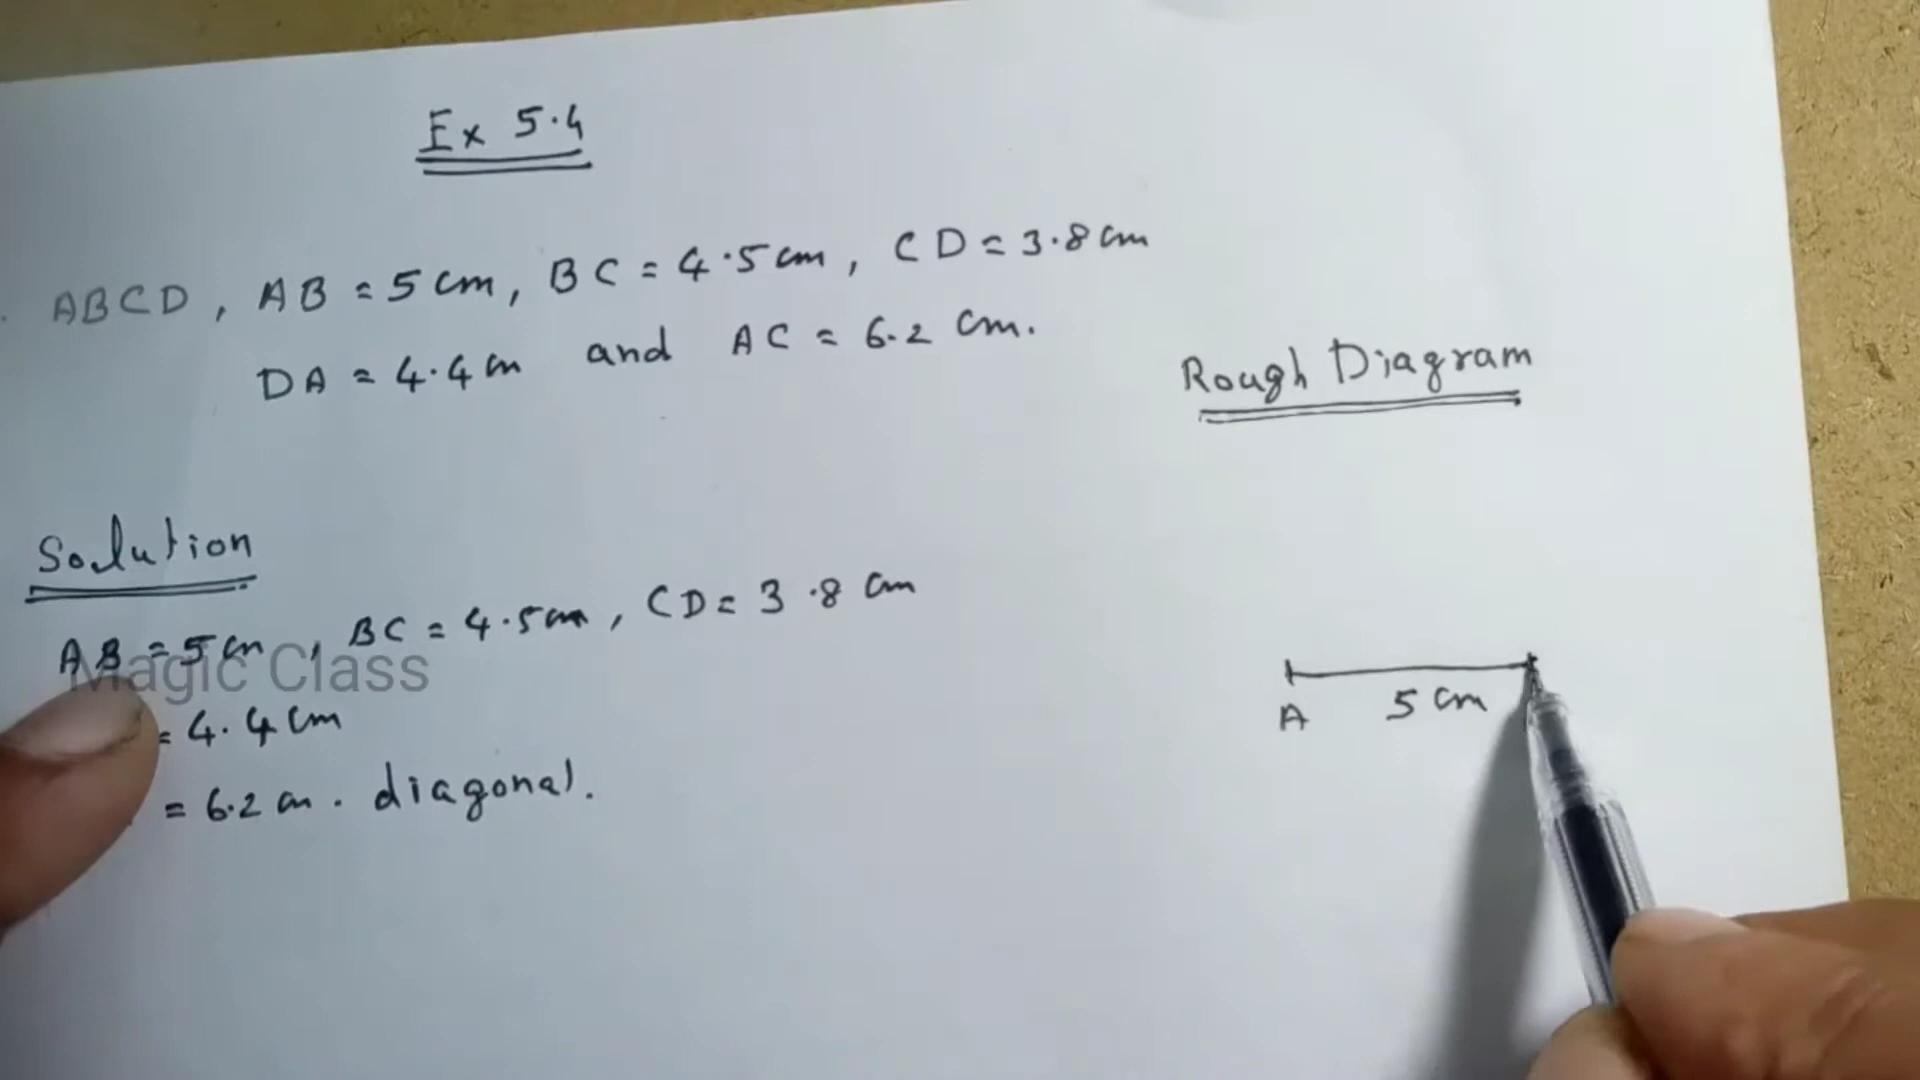 Ex 5.4
ABCD, AB = 5 cm, BC = 4.5 cm, CD = 3.8 cm
DA = 4.4 cm and AC = 6.2 cm.
Rough Diagram
Solution
AB = 5 cm, BC = 4.5 cm, CD = 3.8 cm
Magic Class
= 4.4 cm
= 6.2 cm. diagonal.
A 5 cm